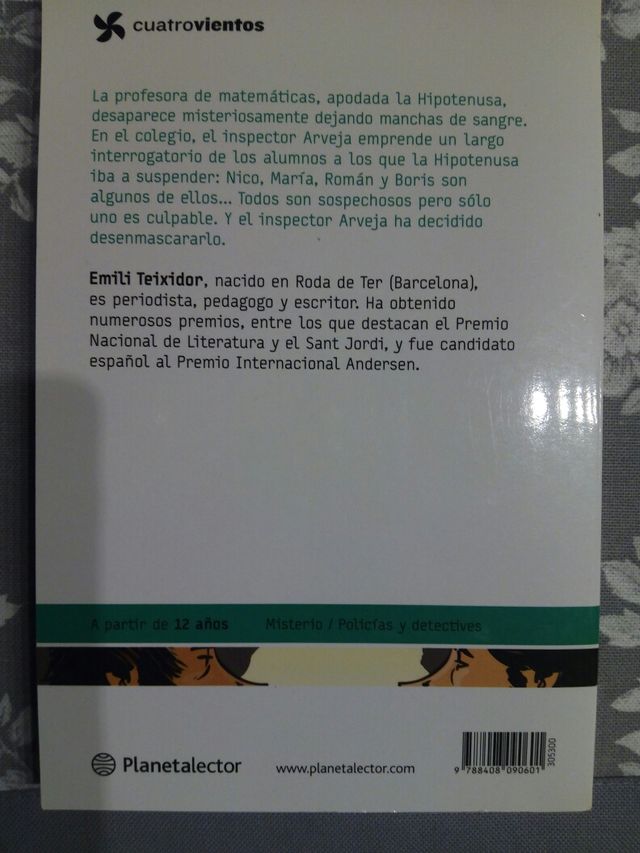 cuatrovientos
La profesora de matemáticas, apodada la Hipotenusa,
desaparece misteriosamente dejando manchas de sangre.
En el colegio, el inspector Arveja emprende un largo
interrogatorio de los alumnos a los que la Hipotenusa
iba a suspender: Nico, María, Román y Boris son
algunos de ellos... Todos son sospechosos pero sólo
uno es culpable. Y el inspector Arveja ha decidido
desenmascararlo.
Emili Teixidor, nacido en Roda de Ter (Barcelona),
es periodista, pedagogo y escritor. Ha obtenido
numerosos premios, entre los que destacan el Premio
Nacional de Literatura y el Sant Jordi, y fue candidato
español al Premio Internacional Andersen.
A partir de 12 años Misterio / Policías y detectives
Planetalector www.planetalector.com
9 788408 090601
305300